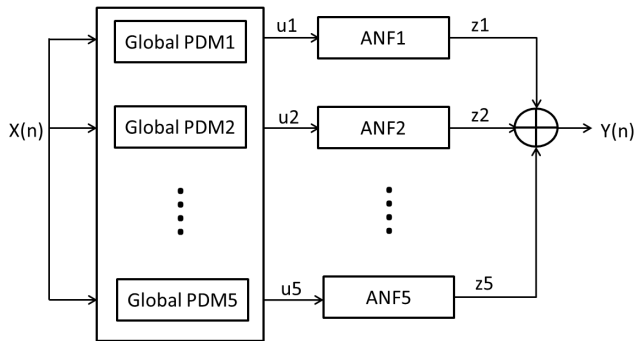 Global PDM1
u1
ANF1
z1
X(n)
Global PDM2
u2
ANF2
z2
Y(n)
Global PDM5
u5
ANF5
z5